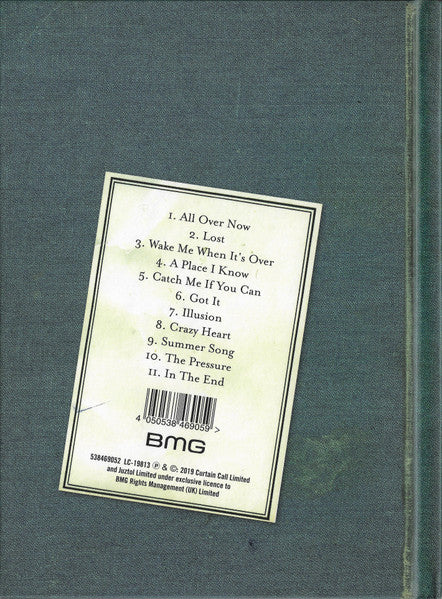 1. All Over Now
2. Lost
3. Wake Me When It's Over
4. A Place I Know
5. Catch Me If You Can
6. Got It
7. Illusion
8. Crazy Heart
9. Summer Song
10. The Pressure
11. In The End
4 050538 469059 >
BMG
538469052 LC-19813 ℗ & ©: 2019 Curtain Call Limited
and Juztol Limited under exclusive licence to
BMG Rights Management (UK) Limited